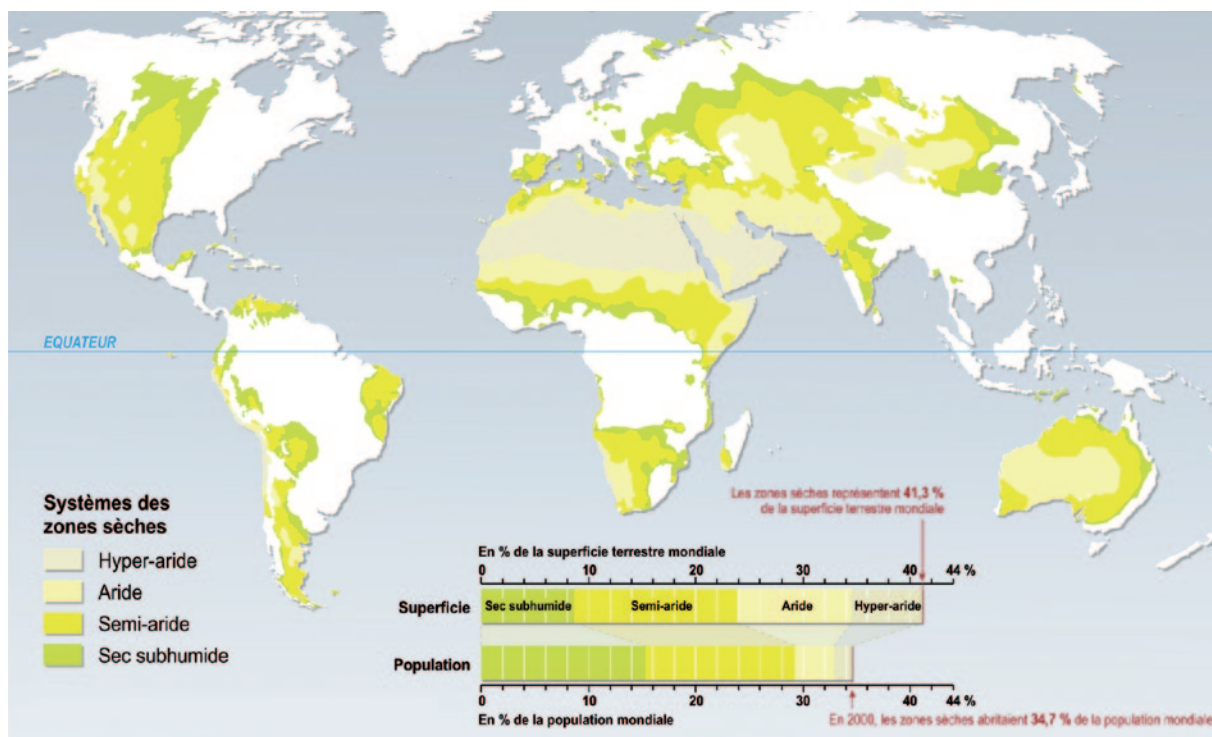 EQUATEUR
Systèmes des
zones sèches
Hyper-aride
Aride
Semi-aride
Sec subhumide
Les zones sèches représentent 41,3 %
de la superficie terrestre mondiale
En % de la superficie terrestre mondiale
0 10 20 30 40 44 %
Superficie Sec subhumide Semi-aride Aride Hyper-aride
Population
0 10 20 30 40 44 %
En % de la population mondiale
En 2000, les zones sèches abritaient 34,7 % de la population mondiale